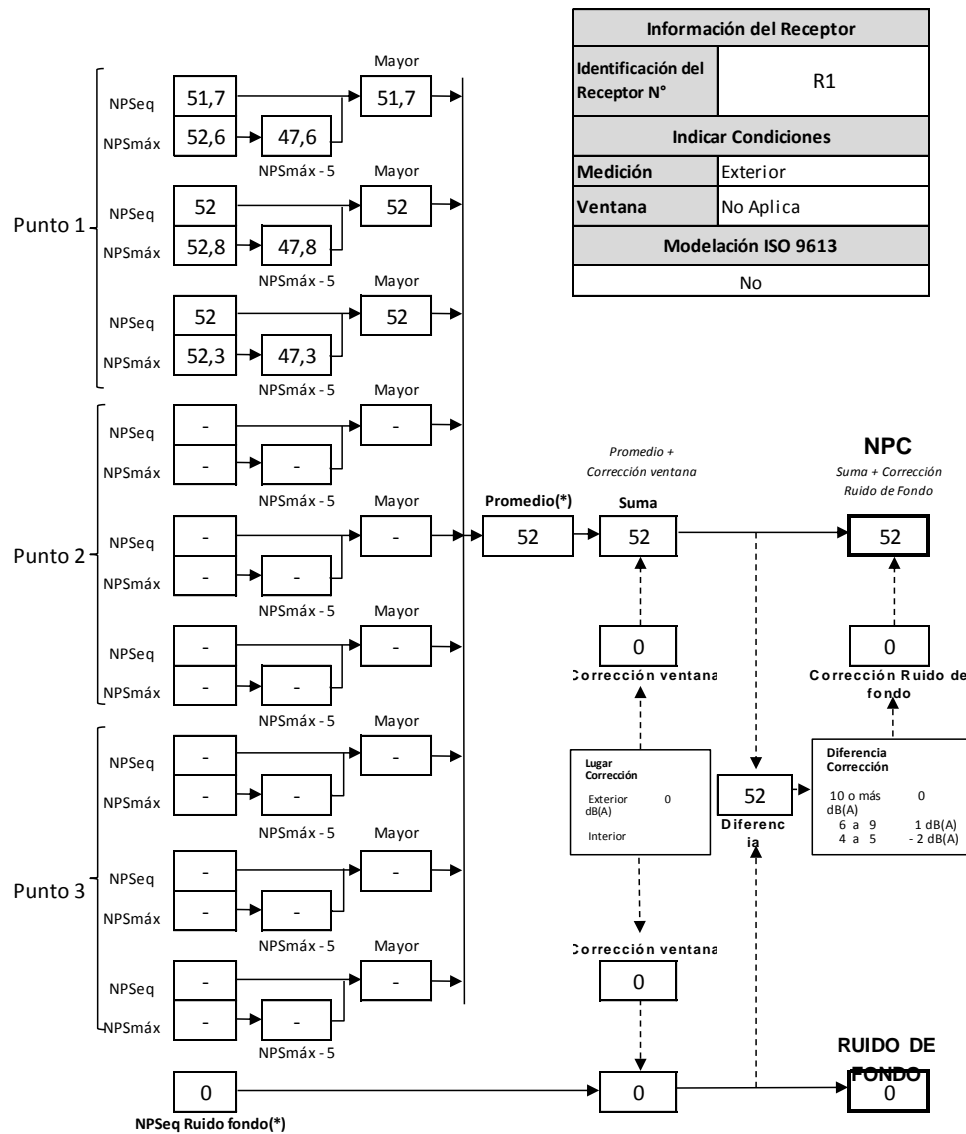 Información del Receptor
Identificación del
Receptor N°
R1
Indicar Condiciones
Medición Exterior
Ventana No Aplica
Modelación ISO 9613
No
Punto 1
Mayor
NPSeq 51,7 51,7
NPSmáx 52,6 47,6
NPSmáx - 5
Mayor
NPSeq 52 52
NPSmáx 52,8 47,8
NPSmáx - 5
Mayor
NPSeq 52 52
NPSmáx 52,3 47,3
NPSmáx - 5
Punto 2
Mayor
NPSeq - -
NPSmáx - -
NPSmáx - 5
Mayor
NPSeq - -
NPSmáx - -
NPSmáx - 5
Mayor
NPSeq - -
NPSmáx - -
NPSmáx - 5
Punto 3
Mayor
NPSeq - -
NPSmáx - -
NPSmáx - 5
Mayor
NPSeq - -
NPSmáx - -
NPSmáx - 5
Mayor
NPSeq - -
NPSmáx - -
NPSmáx - 5
Promedio(*)
52
Promedio +
Corrección ventana
Suma
52
NPC
Suma + Corrección
Ruido de Fondo
52
0
Corrección ventana
0
Corrección Ruido de
fondo
Lugar
Corrección
Exterior 0
dB(A)
Interior
52
Diferenc
ia
Diferencia
Corrección
10 o más 0
dB(A)
6 a 9 1 dB(A)
4 a 5 - 2 dB(A)
Corrección ventana
0
RUIDO DE
FONDO
0 0 0
NPSeq Ruido fondo(*)